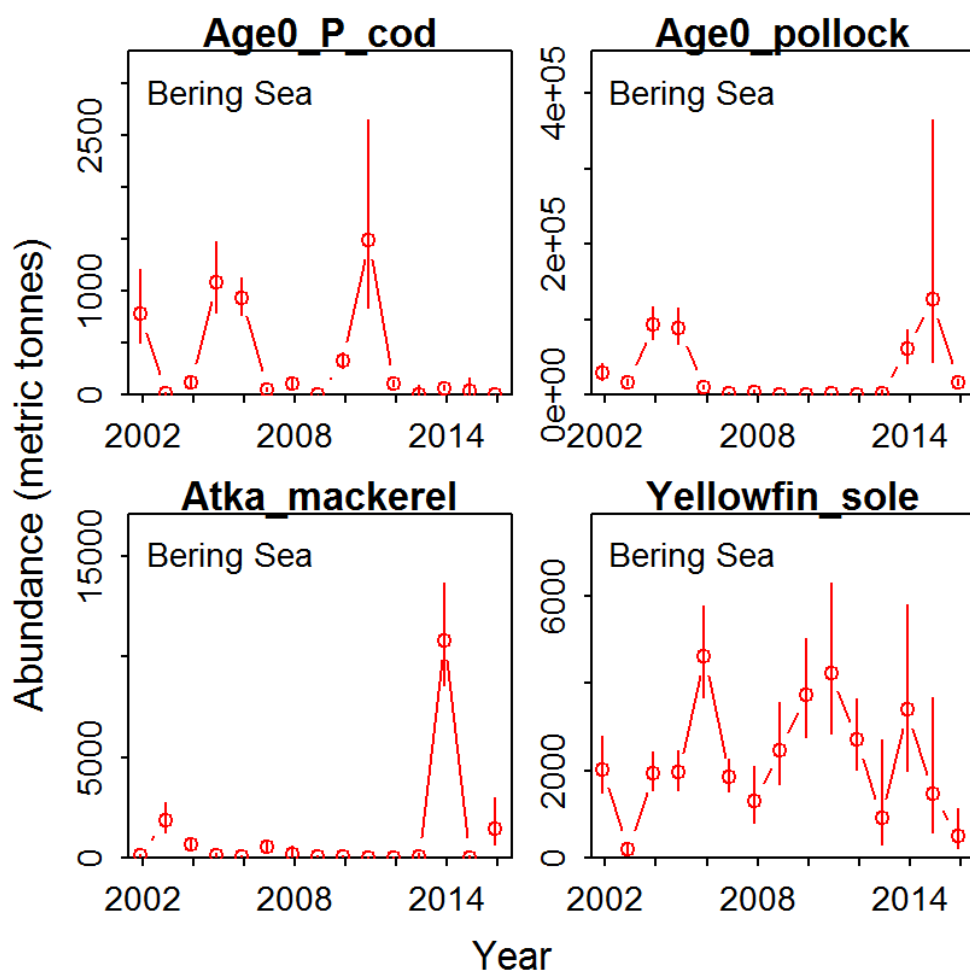 Age0_P_cod
Bering Sea
2500
1000
0
2002
2008
2014
Age0_pollock
Bering Sea
4e+05
2e+05
0e+00
2002
2008
2014
Atka_mackerel
Bering Sea
15000
5000
0
2002
2008
2014
Yellowfin_sole
Bering Sea
6000
2000
0
2002
2008
2014
Abundance (metric tonnes)
Year